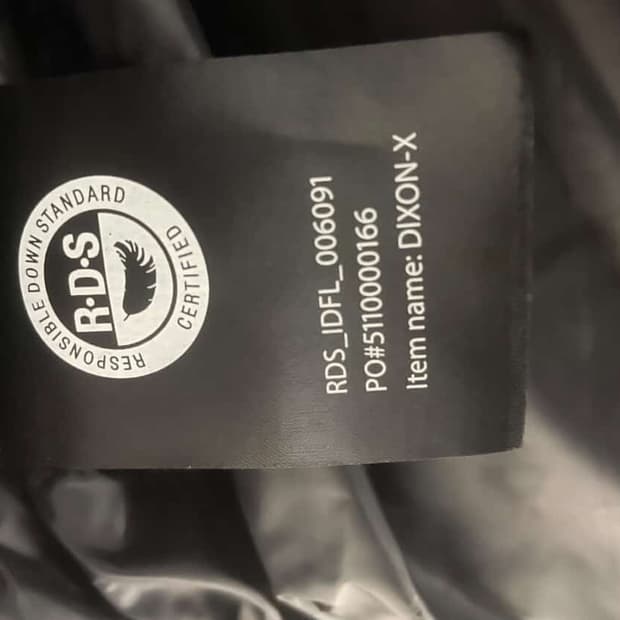 RESPONSIBLE DOWN STANDARD
R·D·S
CERTIFIED
RDS_IDFL_006091
PO#5110000166
Item name: DIXON-X